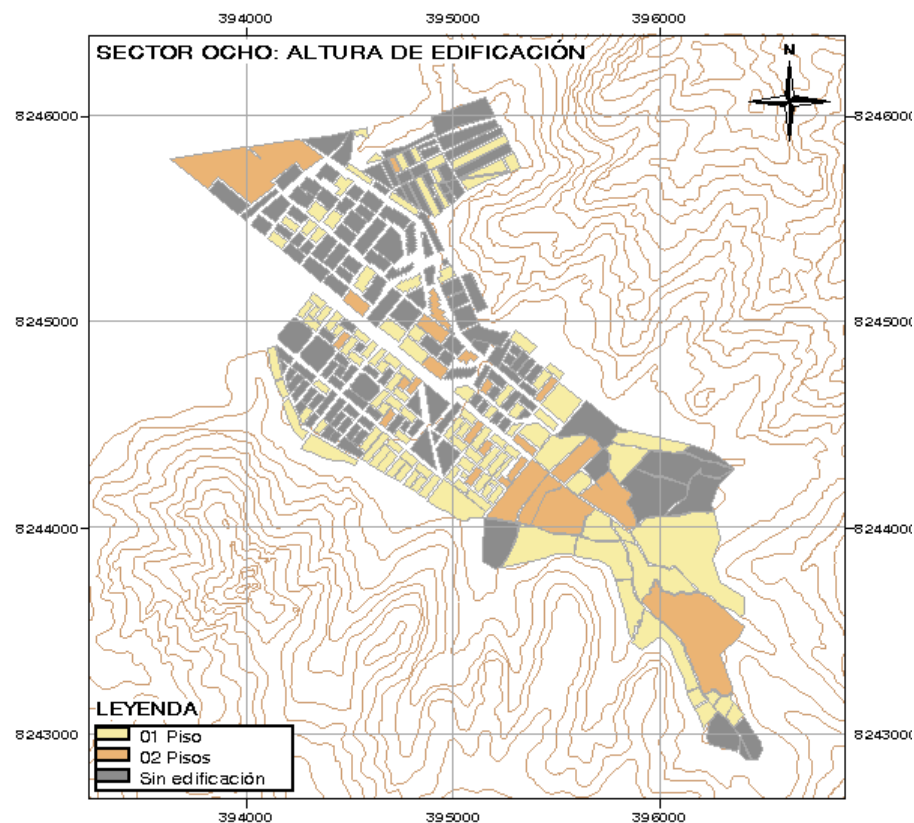 394000 395000 396000
SECTOR OCHO: ALTURA DE EDIFICACIÓN
N
8246000 8246000
8245000 8245000
8244000 8244000
LEYENDA
01 Piso
8243000 8243000
02 Pisos
Sin edificación
394000 395000 396000